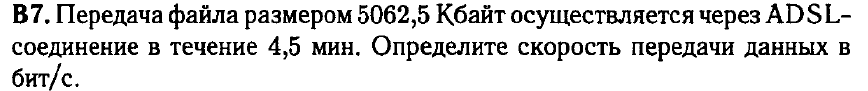 В7. Передача файла размером 5062,5 Кбайт осуществляется через ADSL-
соединение в течение 4,5 мин. Определите скорость передачи данных в
бит/с.